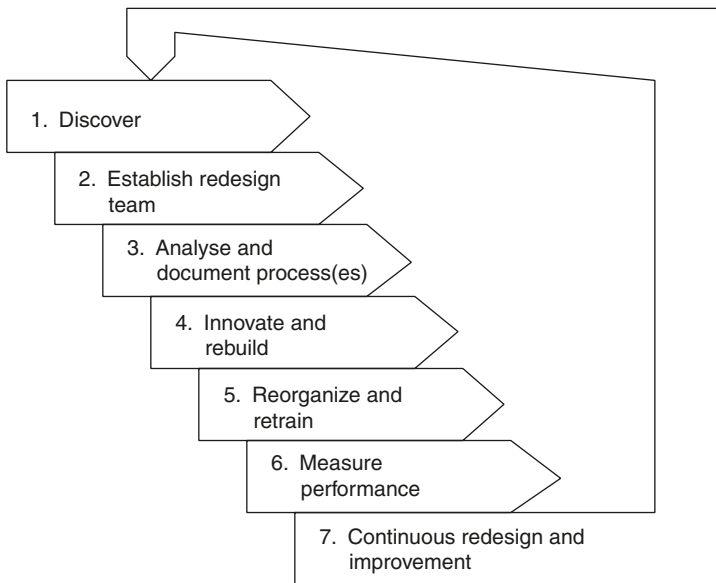 1. Discover
2. Establish redesign
team
3. Analyse and
document process(es)
4. Innovate and
rebuild
5. Reorganize and
retrain
6. Measure
performance
7. Continuous redesign and
improvement